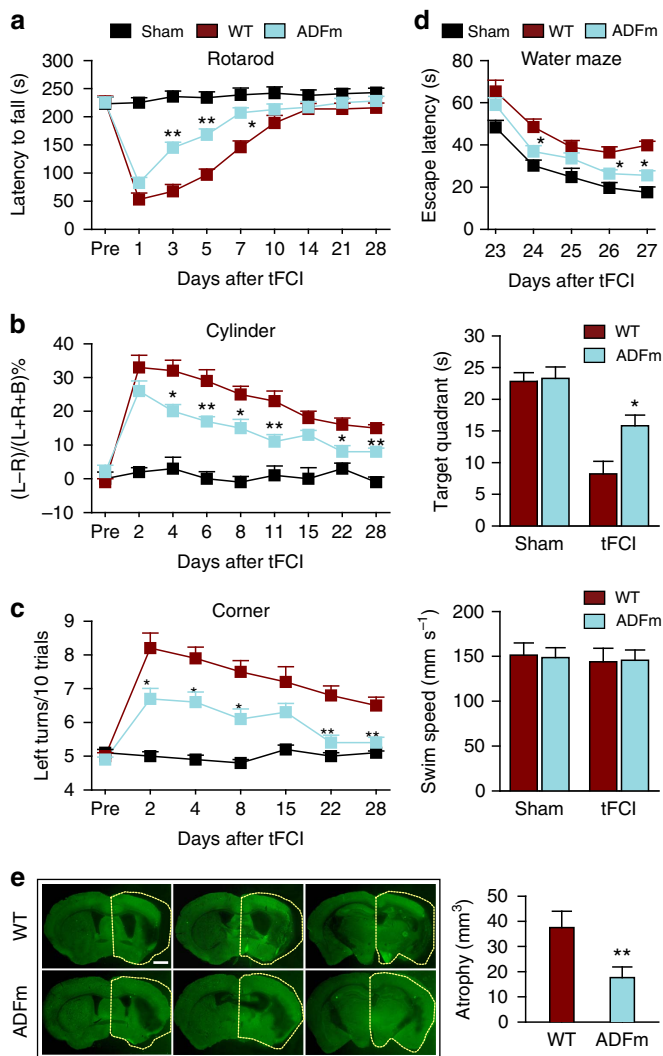 a
Sham WT ADFm
Rotarod
Latency to fall (s)
300
250
200
150
100
50
0
** ** *
Pre 1 3 5 7 10 14 21 28
Days after tFCI
b
Cylinder
(L–R)/(L+R+B)%
40
30
20
10
0
–10
* ** * ** * **
Pre 2 4 6 8 11 15 22 28
Days after tFCI
c
Corner
Left turns/10 trials
9
8
7
6
5
4
* * * ** **
Pre 2 4 8 15 22 28
Days after tFCI
d
Sham WT ADFm
Water maze
Escape latency (s)
80
60
40
20
0
* * *
23 24 25 26 27
Days after tFCI
WT
ADFm
Target quadrant (s)
30
25
20
15
10
5
0
*
Sham tFCI
WT
ADFm
Swim speed (mm s⁻¹)
200
150
100
50
0
Sham tFCI
e
WT
ADFm
Atrophy (mm³)
50
40
30
20
10
0
**
WT ADFm